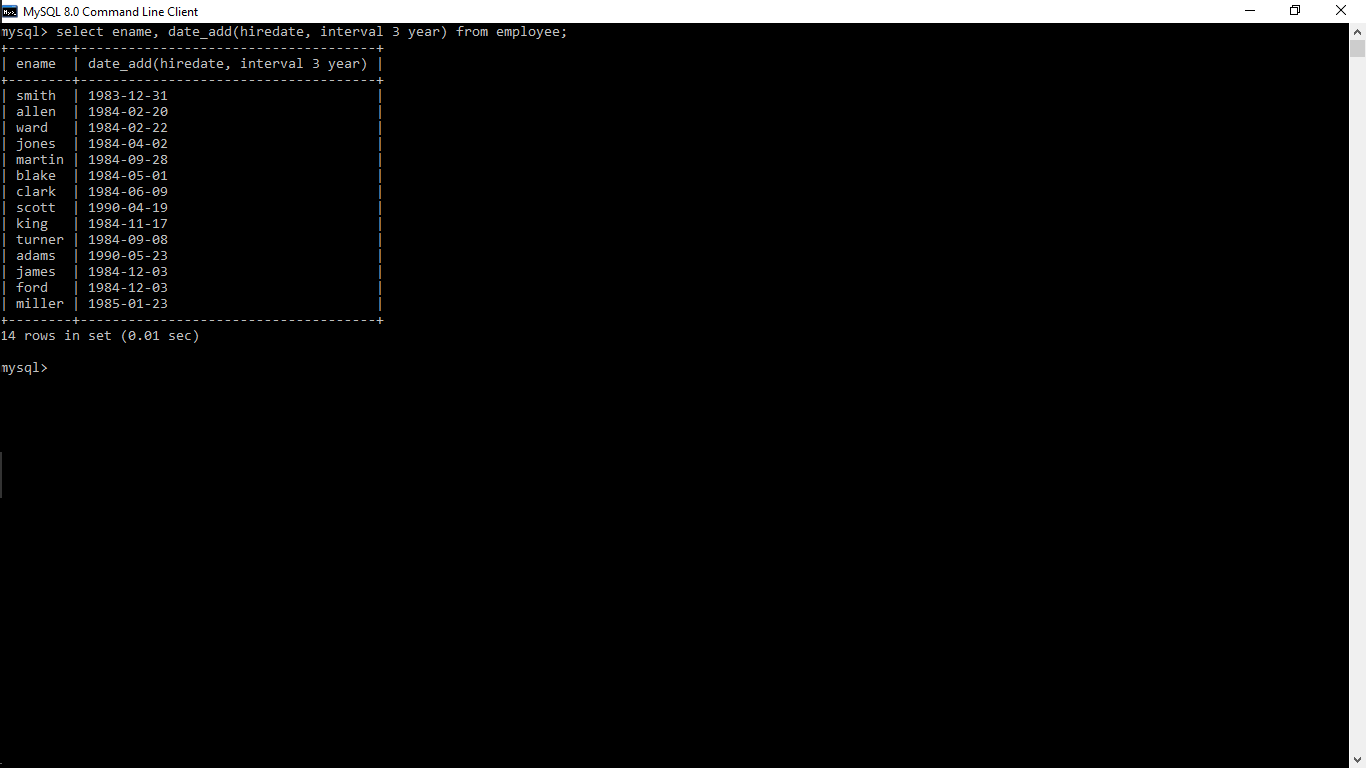 MySQL 8.0 Command Line Client
mysql> select ename, date_add(hiredate, interval 3 year) from employee;
+--------+-------------------------------------+
| ename  | date_add(hiredate, interval 3 year) |
+--------+-------------------------------------+
| smith  | 1983-12-31                          |
| allen  | 1984-02-20                          |
| ward   | 1984-02-22                          |
| jones  | 1984-04-02                          |
| martin | 1984-09-28                          |
| blake  | 1984-05-01                          |
| clark  | 1984-06-09                          |
| scott  | 1990-04-19                          |
| king   | 1984-11-17                          |
| turner | 1984-09-08                          |
| adams  | 1990-05-23                          |
| james  | 1984-12-03                          |
| ford   | 1984-12-03                          |
| miller | 1985-01-23                          |
+--------+-------------------------------------+
14 rows in set (0.01 sec)
mysql>